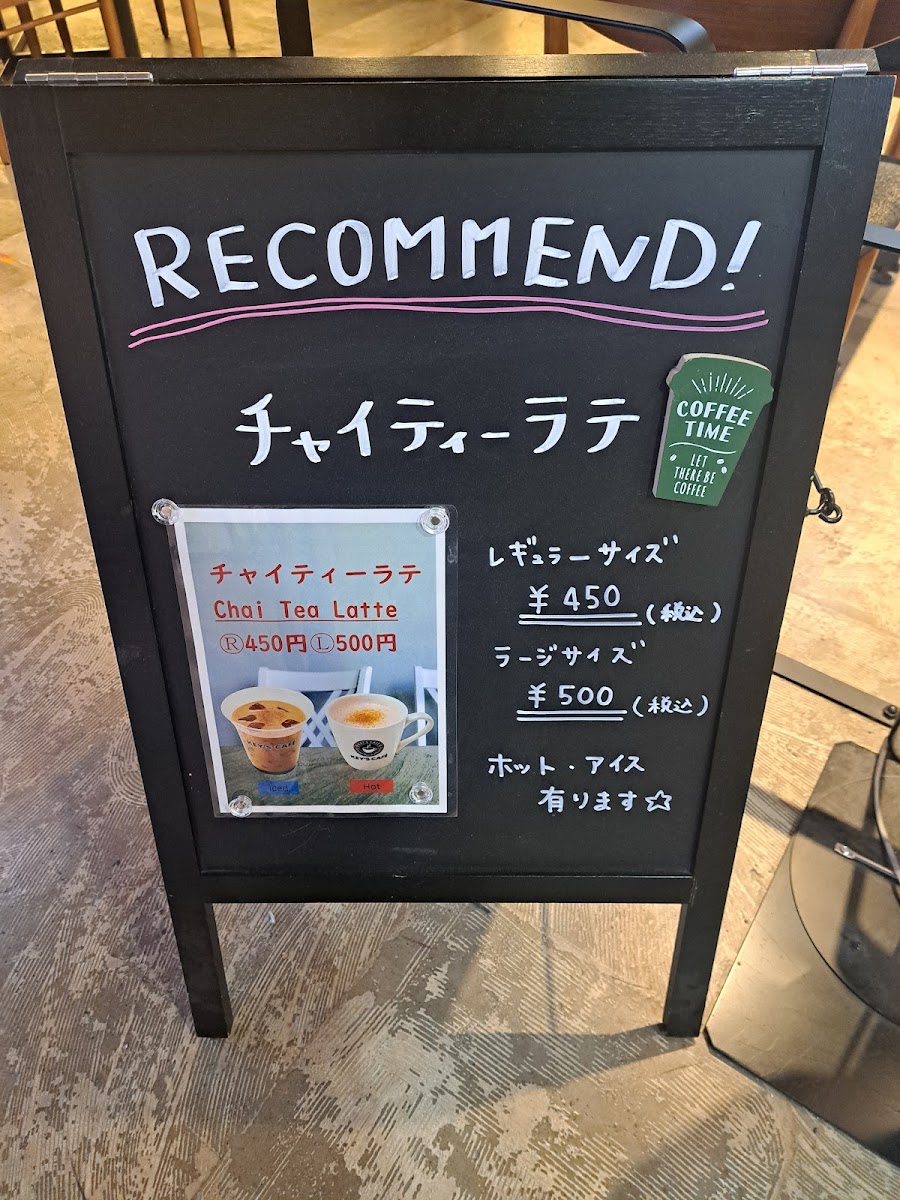 RECOMMEND!
チャイティーラテ
COFFEE
TIME
LET
THERE BE
COFFEE
チャイティーラテ
Chai Tea Latte
Ⓡ450円Ⓛ500円
KEY'S CAFÉ
KEY'S CAFÉ
Iced
Hot
レギュラーサイズ
¥450(税込)
ラージサイズ
¥500(税込)
ホット・アイス
有ります☆